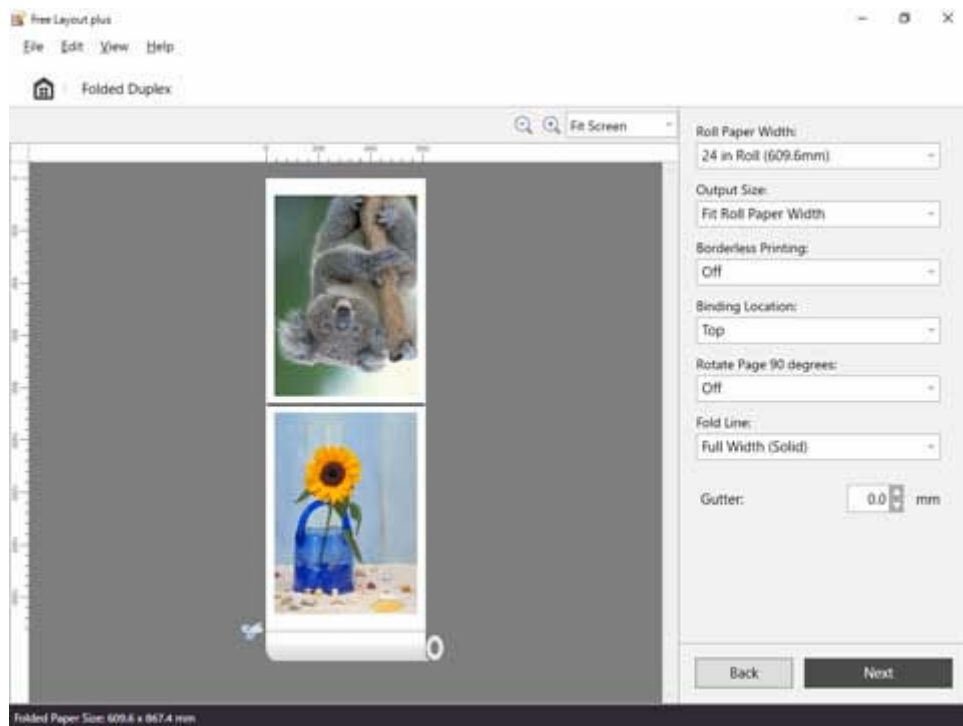 Free Layout plus
File Edit View Help
Folded Duplex
Fit Screen
Roll Paper Width:
24 in Roll (609.6mm)
Output Size:
Fit Roll Paper Width
Borderless Printing:
Off
Binding Location:
Top
Rotate Page 90 degrees:
Off
Fold Line:
Full Width (Solid)
Gutter: 0.0 mm
Back Next
Folded Paper Size: 609.6 x 867.4 mm